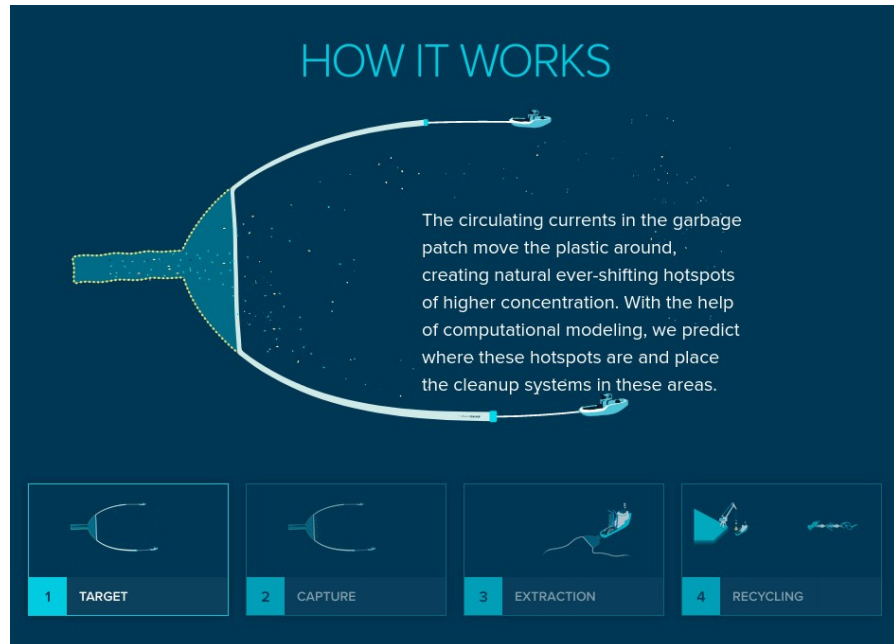 HOW IT WORKS
The circulating currents in the garbage
patch move the plastic around,
creating natural ever-shifting hotspots
of higher concentration. With the help
of computational modeling, we predict
where these hotspots are and place
the cleanup systems in these areas.
1 TARGET
2 CAPTURE
3 EXTRACTION
4 RECYCLING